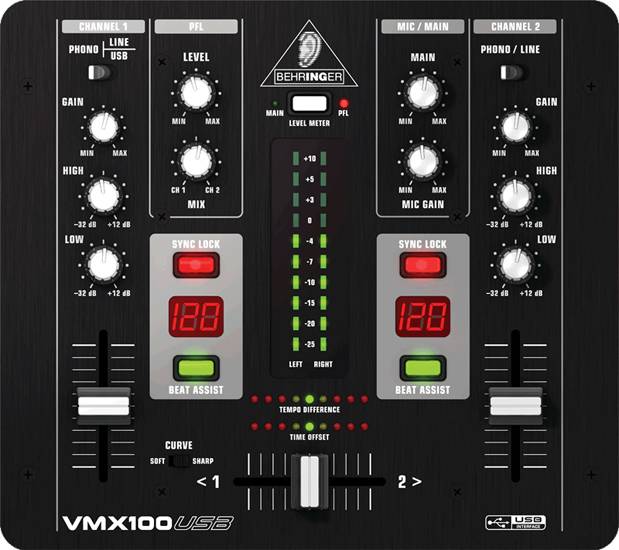 CHANNEL 1
PHONO
LINE
USB
GAIN
MIN MAX
HIGH
-32 dB +12 dB
LOW
-32 dB +12 dB
PFL
LEVEL
MIN MAX
CH 1 CH 2
MIX
BEHRINGER
MAIN PFL
LEVEL METER
+10
+5
+3
0
-4
-7
-10
-15
-20
-25
LEFT RIGHT
MIC / MAIN
MAIN
MIN MAX
MIN MAX
MIC GAIN
CHANNEL 2
PHONO / LINE
GAIN
MIN MAX
HIGH
-32 dB +12 dB
LOW
-32 dB +12 dB
SYNC LOCK
120
BEAT ASSIST
SYNC LOCK
120
BEAT ASSIST
TEMPO DIFFERENCE
TIME OFFSET
CURVE
SOFT SHARP
< 1 2 >
VMX100USB
USB
INTERFACE